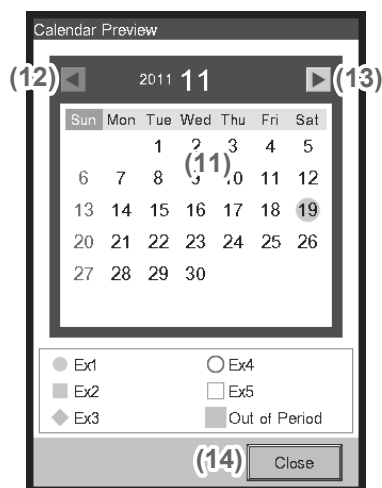 Calendar Preview
(12) 2011 11 (13)
Sun Mon Tue Wed Thu Fri Sat
1 2 3 4 5
(11)
6 7 8 9 10 11 12
13 14 15 16 17 18 19
20 21 22 23 24 25 26
27 28 29 30
Ex1 Ex4
Ex2 Ex5
Ex3 Out of Period
(14) Close